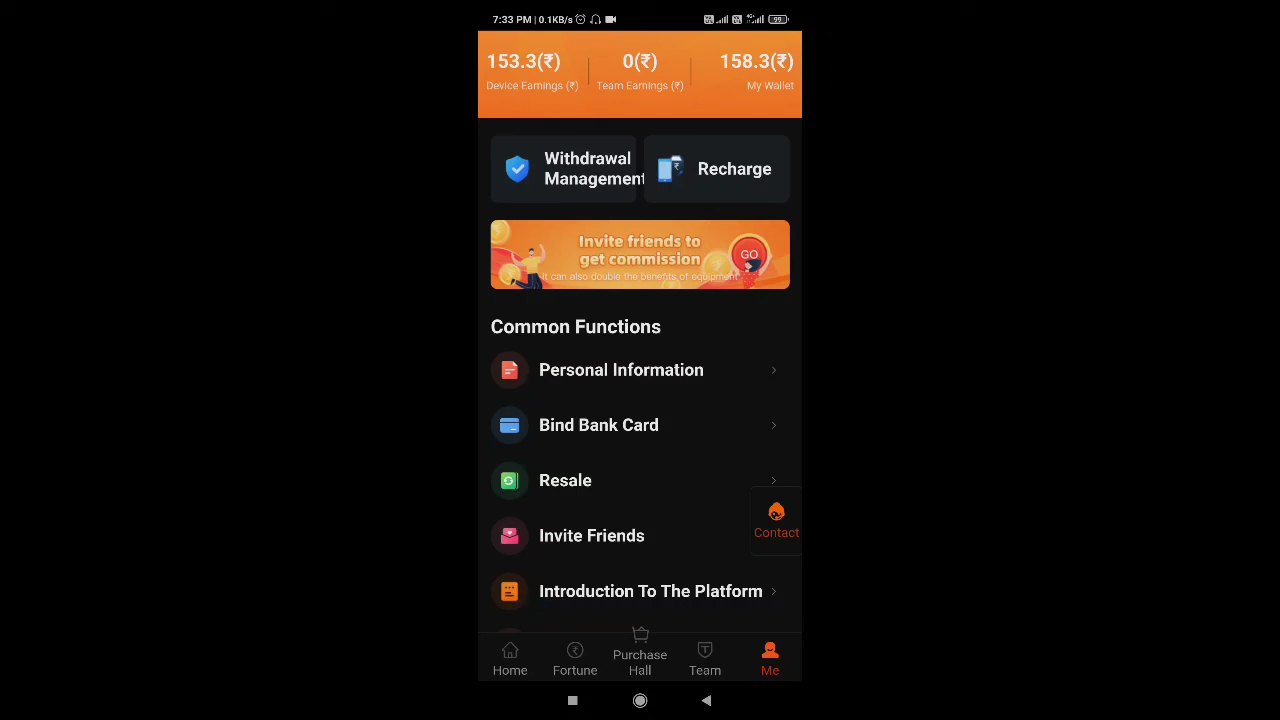 7:33 PM | 0.1KB/s 99
153.3(₹) 0(₹) 158.3(₹)
Device Earnings (₹) Team Earnings (₹) My Wallet
Withdrawal
Management
Recharge
Invite friends to
get commission
GO
It can also double the benefits of equipment
Common Functions
Personal Information
Bind Bank Card
Resale
Contact
Invite Friends
Introduction To The Platform
Home Fortune Purchase Hall Team Me